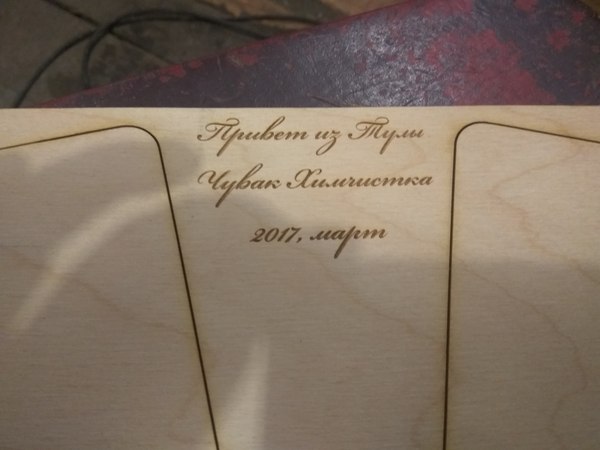 Привет из Тулы
Чувак Химчистка
2017, март